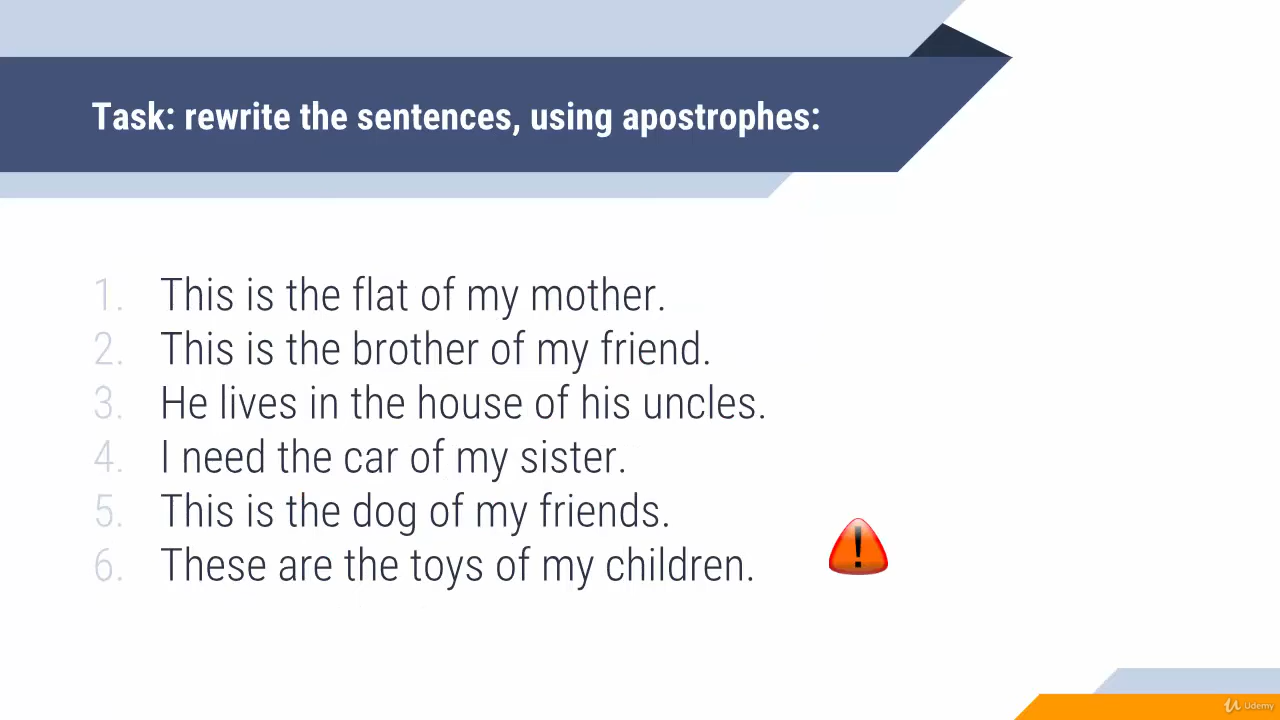 Task: rewrite the sentences, using apostrophes:
1. This is the flat of my mother.
2. This is the brother of my friend.
3. He lives in the house of his uncles.
4. I need the car of my sister.
5. This is the dog of my friends.
6. These are the toys of my children.
!
Udemy